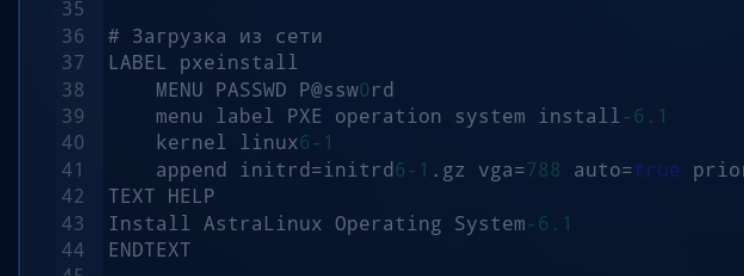 35
36 # Загрузка из сети
37 LABEL pxeinstall
38 MENU PASSWD P@ssw0rd
39 menu label PXE operation system install-6.1
40 kernel linux6-1
41 append initrd=initrd6-1.gz vga=788 auto=true prior
42 TEXT HELP
43 Install AstraLinux Operating System-6.1
44 ENDTEXT
45